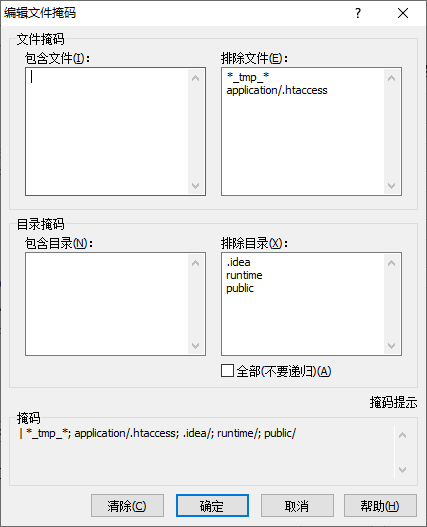 编辑文件掩码
文件掩码
包含文件(I):
排除文件(E):
*_tmp_*
application/.htaccess
目录掩码
包含目录(N):
排除目录(X):
.idea
runtime
public
全部(不要递归)(A)
掩码提示
掩码
| *_tmp_*; application/.htaccess; .idea/; runtime/; public/
清除(C)
确定
取消
帮助(H)